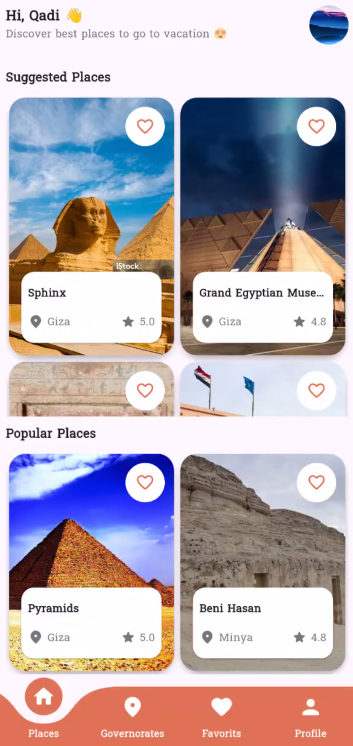 Hi, Qadi 👋
Discover best places to go to vacation 😍
Suggested Places
iStock
Sphinx
Giza 5.0
Grand Egyptian Muse...
Giza 4.8
Popular Places
Pyramids
Giza 5.0
Beni Hasan
Minya 4.8
Places Governorates Favorits Profile